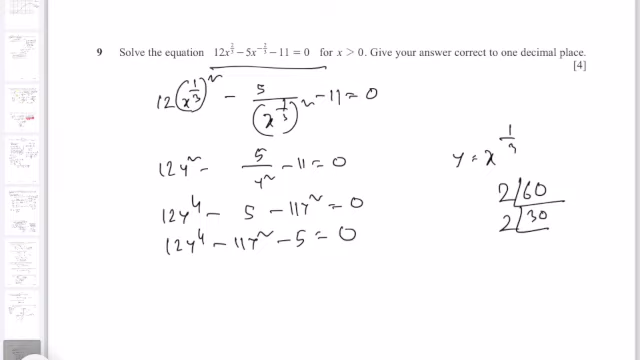 9 Solve the equation 12x^{2/3} − 5x^{−2/3} − 11 = 0 for x > 0. Give your answer correct to one decimal place.
[4]
12(x^{1/3})^2 − 5/(x^{1/3})^2 − 11 = 0
12y^2 − 5/y^2 − 11 = 0
y = x^{1/3}
12y^4 − 5 − 11y^2 = 0
2/60
12y^4 − 11y^2 − 5 = 0
2/30